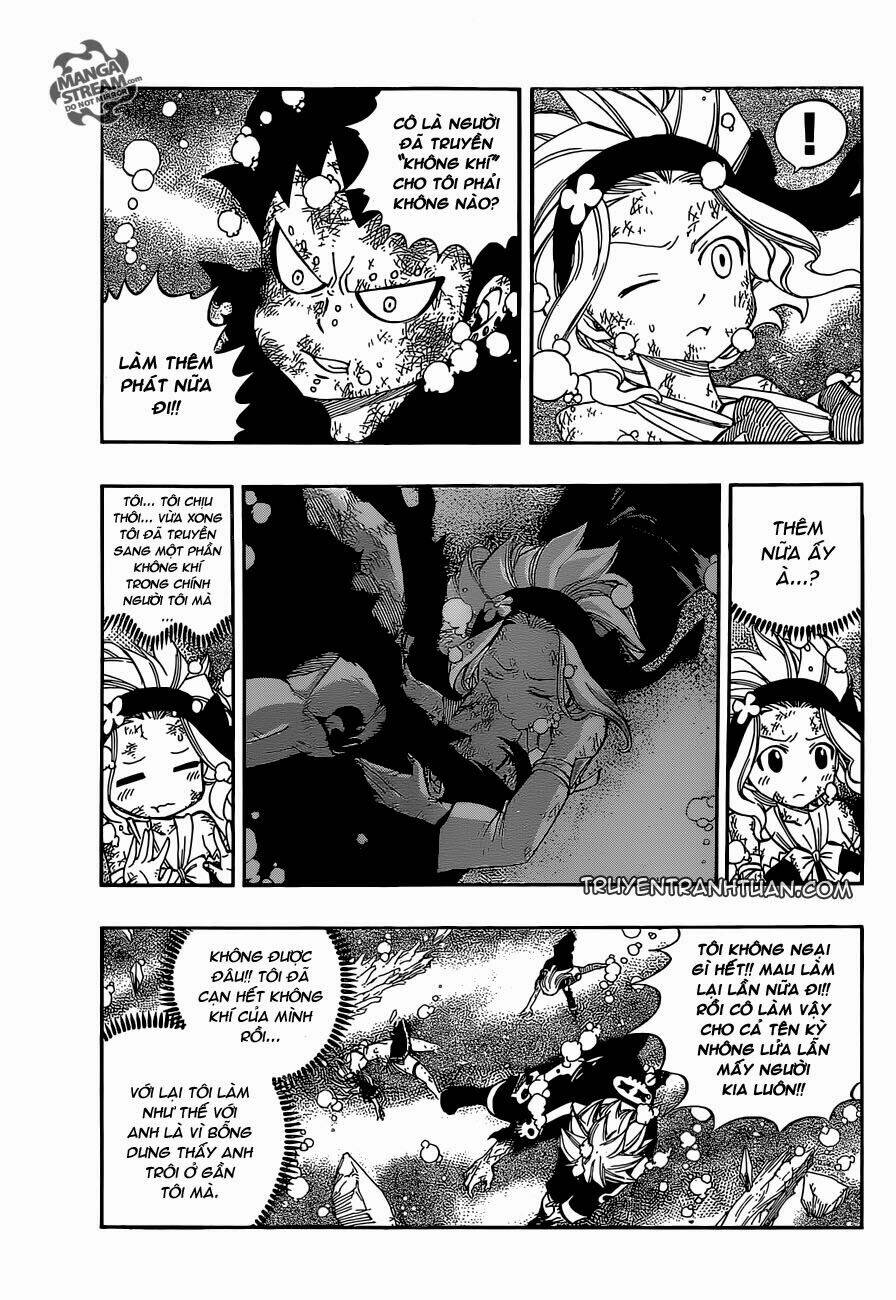 MANGA
STREAM.com
!
CÔ LÀ NGƯỜI
ĐÃ TRUYỀN
"KHÔNG KHÍ"
CHO TÔI PHẢI
KHÔNG NÀO?
LÀM THÊM
PHÁT NỮA
ĐI!!
THÊM
NỮA ẤY
À...?
TÔI... TÔI CHỊU
THÔI... VỪA XONG
TÔI ĐÃ TRUYỀN
SANG MỘT PHẦN
KHÔNG KHÍ
TRONG CHÍNH
NGƯỜI TÔI MÀ
...
TRUYENTRANHTUAN.COM
TÔI KHÔNG NGẠI
GÌ HẾT!! MAU LÀM
LẠI LẦN NỮA ĐI!!
RỒI CÔ LÀM VẬY
CHO CẢ TÊN KỲ
NHÔNG LỬA LẪN
MẤY NGƯỜI
KIA LUÔN!!
KHÔNG ĐƯỢC
ĐÂU!! TÔI ĐÃ
CẠN HẾT KHÔNG
KHÍ CỦA MÌNH
RỒI...
VỚI LẠI TÔI LÀM
NHƯ THẾ VỚI
ANH LÀ VÌ BỖNG
DƯNG THẤY ANH
TRÔI Ở GẦN
TÔI MÀ.